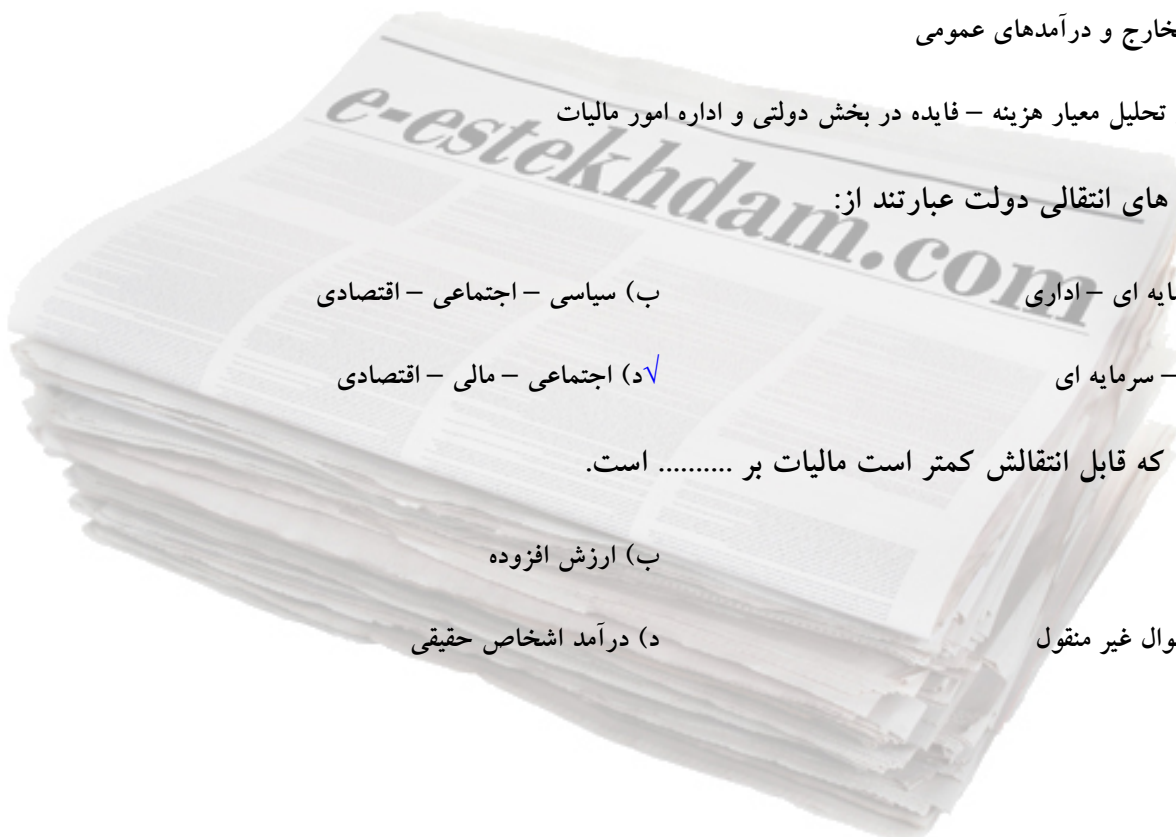 خارج و درآمدهای عمومی
تحلیل معیار هزینه – فایده در بخش دولتی و اداره امور مالیات
e-estekhdam.com
های انتقالی دولت عبارتند از:
ایه ای – اداری ب) سیاسی – اجتماعی – اقتصادی
– سرمایه ای √د) اجتماعی – مالی – اقتصادی
که قابل انتقالش کمتر است مالیات بر .......... است.
ب) ارزش افزوده
وال غیر منقول د) درآمد اشخاص حقیقی